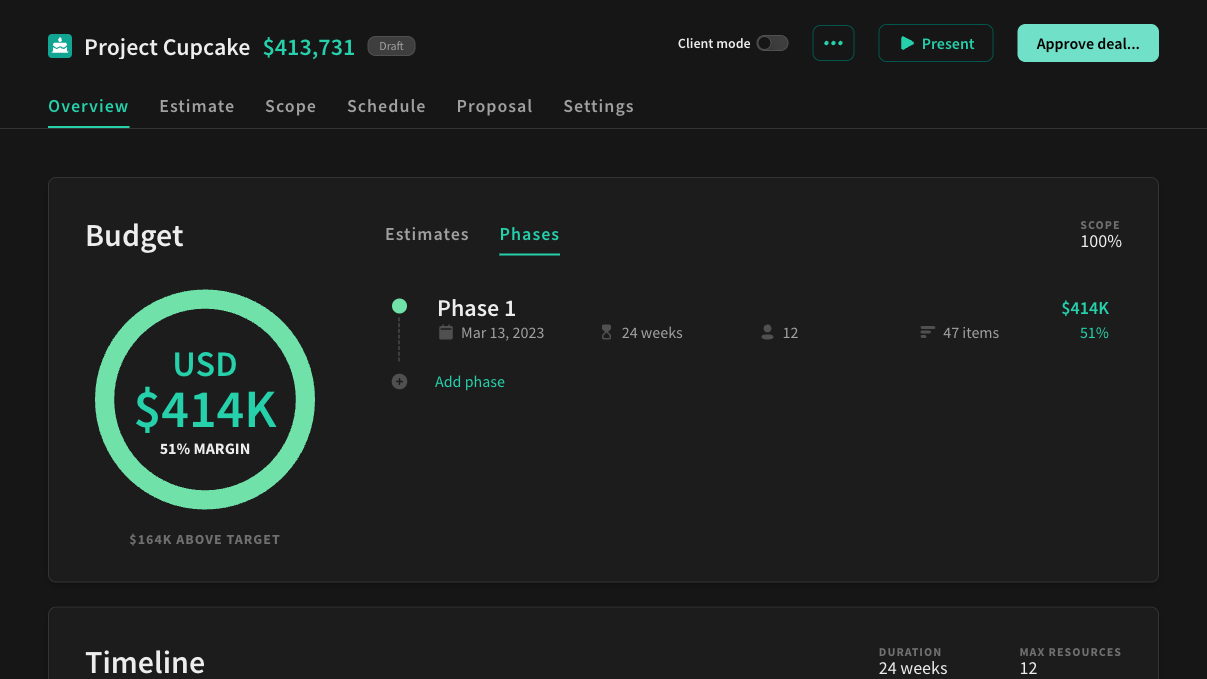 Project Cupcake $413,731 Draft
Client mode
Present
Approve deal...
Overview Estimate Scope Schedule Proposal Settings
Budget
Estimates Phases
SCOPE
100%
USD
$414K
51% MARGIN
$164K ABOVE TARGET
Phase 1 $414K
Mar 13, 2023 24 weeks 12 47 items 51%
Add phase
Timeline
DURATION
24 weeks
MAX RESOURCES
12